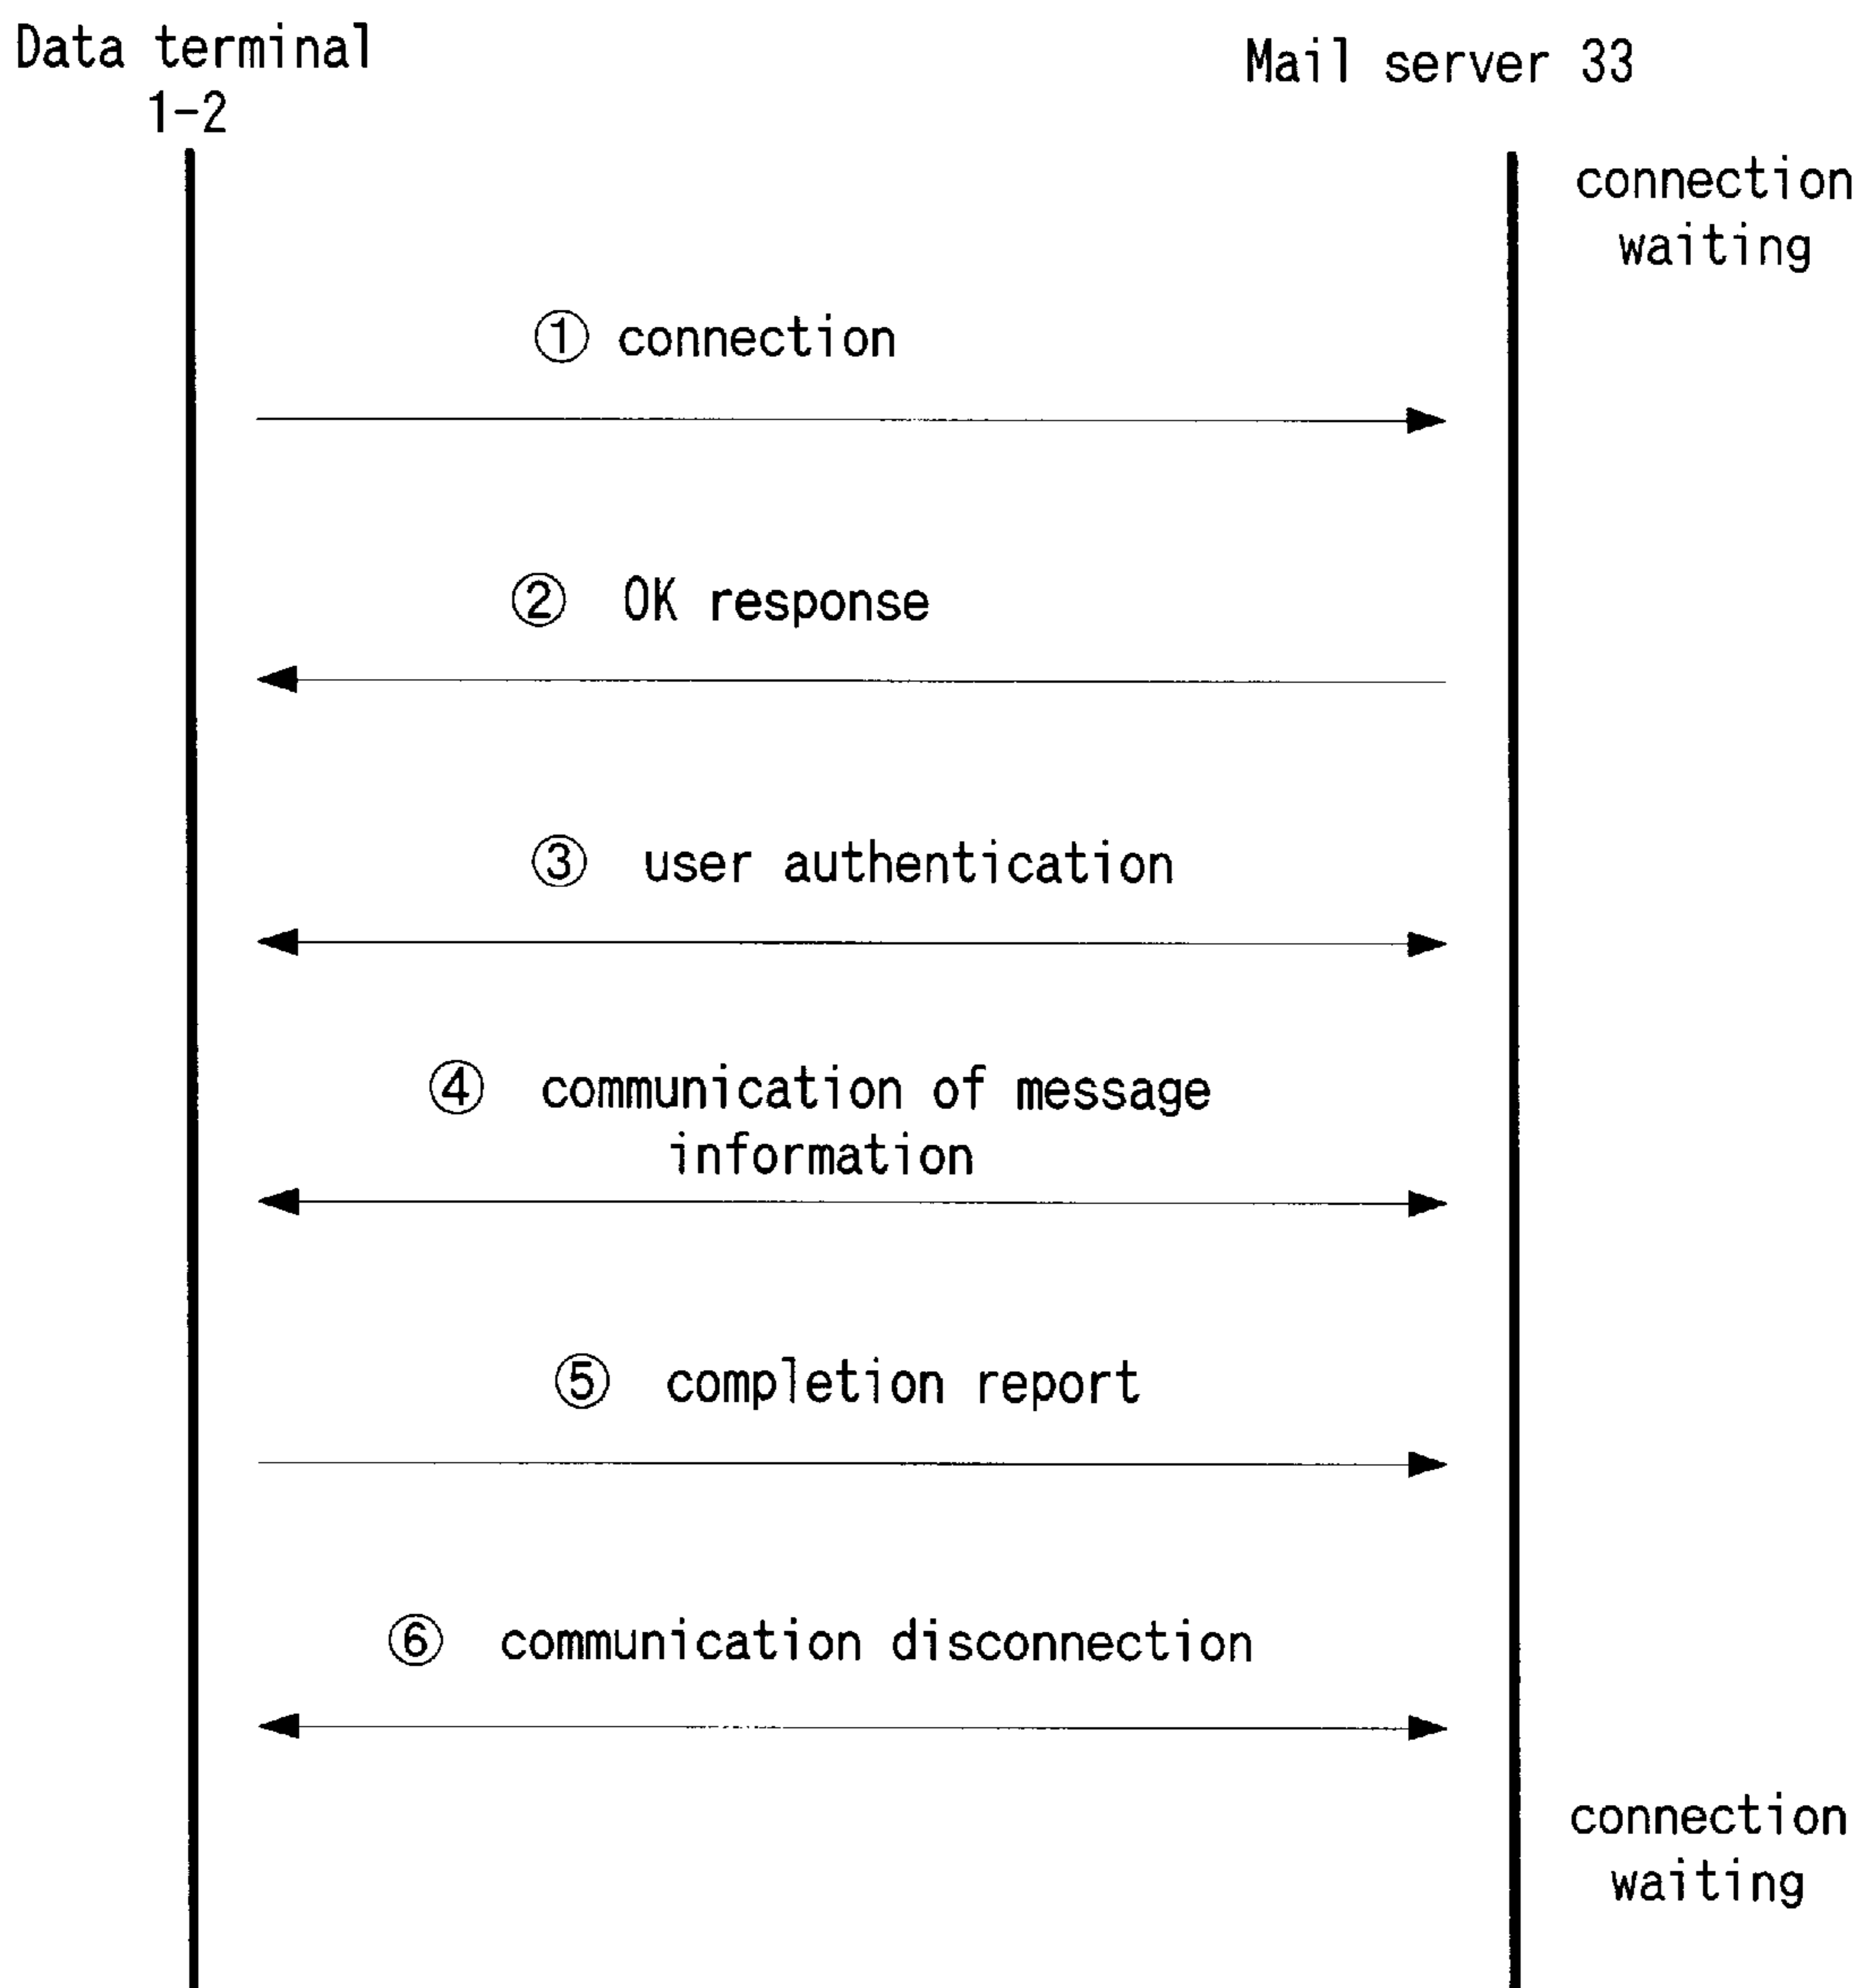 Data terminal
1-2
Mail server 33
connection
waiting
① connection
② OK response
③ user authentication
④ communication of message
information
⑤ completion report
⑥ communication disconnection
connection
waiting